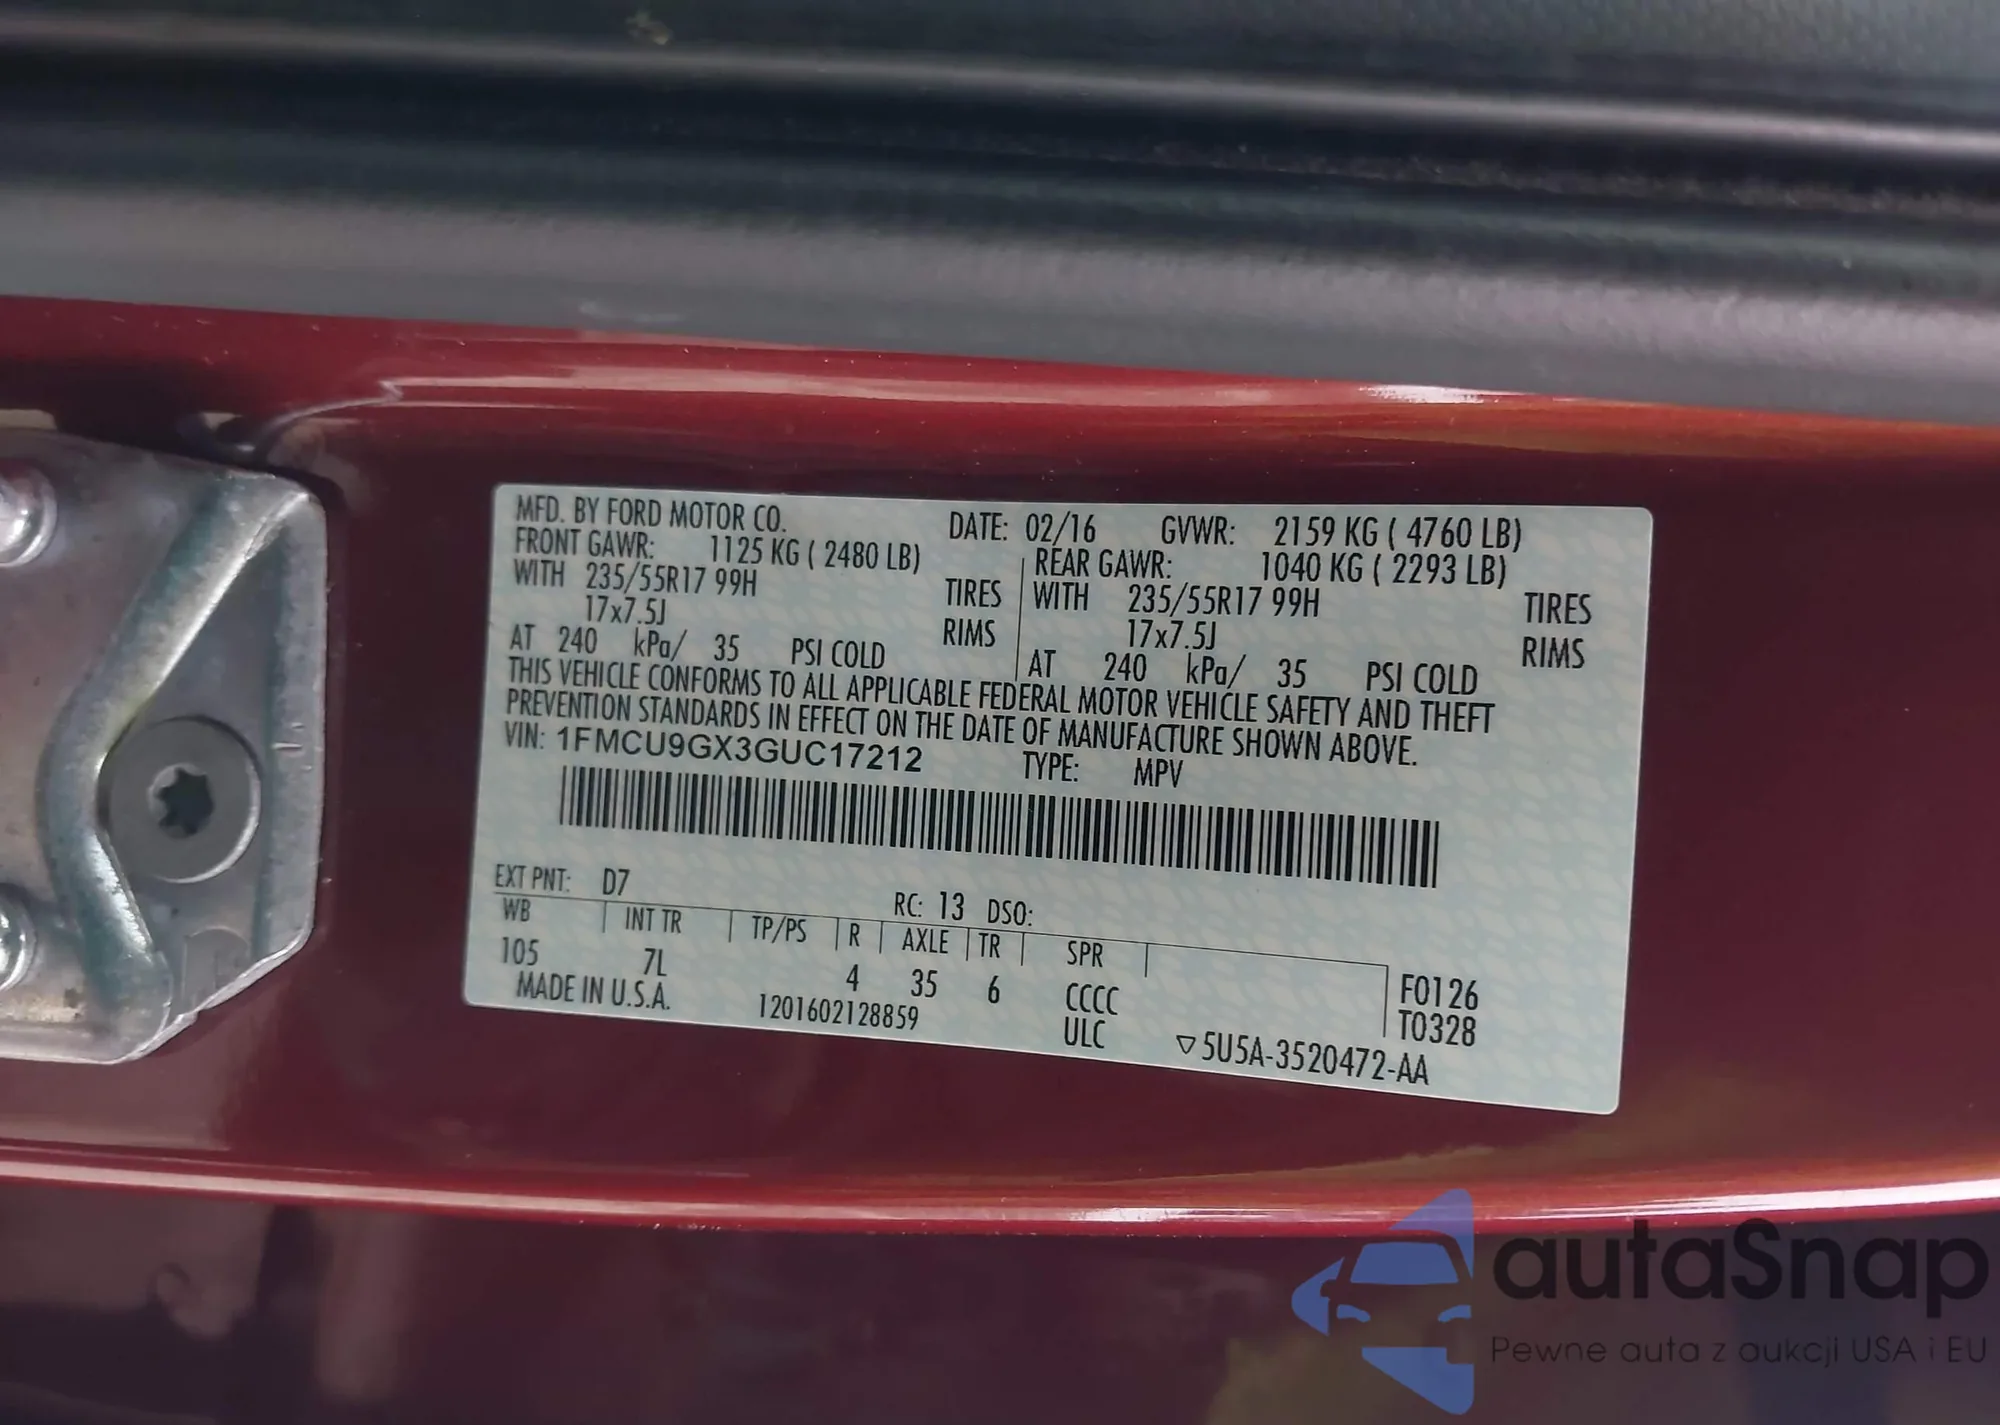 MFD. BY FORD MOTOR CO. DATE: 02/16 GVWR: 2159 KG ( 4760 LB)
FRONT GAWR: 1125 KG ( 2480 LB) REAR GAWR: 1040 KG ( 2293 LB)
WITH 235/55R17 99H TIRES WITH 235/55R17 99H TIRES
17x7.5J RIMS 17x7.5J RIMS
AT 240 kPa/ 35 PSI COLD AT 240 kPa/ 35 PSI COLD
THIS VEHICLE CONFORMS TO ALL APPLICABLE FEDERAL MOTOR VEHICLE SAFETY AND THEFT
PREVENTION STANDARDS IN EFFECT ON THE DATE OF MANUFACTURE SHOWN ABOVE.
VIN: 1FMCU9GX3GUC17212 TYPE: MPV
EXT PNT: D7 RC: 13 DSO:
WB INT TR TP/PS R AXLE TR SPR
105 7L 4 35 6 CCCC F0126
ULC T0328
MADE IN U.S.A. 1201602128859 ▽5U5A-3520472-AA
autaSnap
Pewne auta z aukcji USA i EU